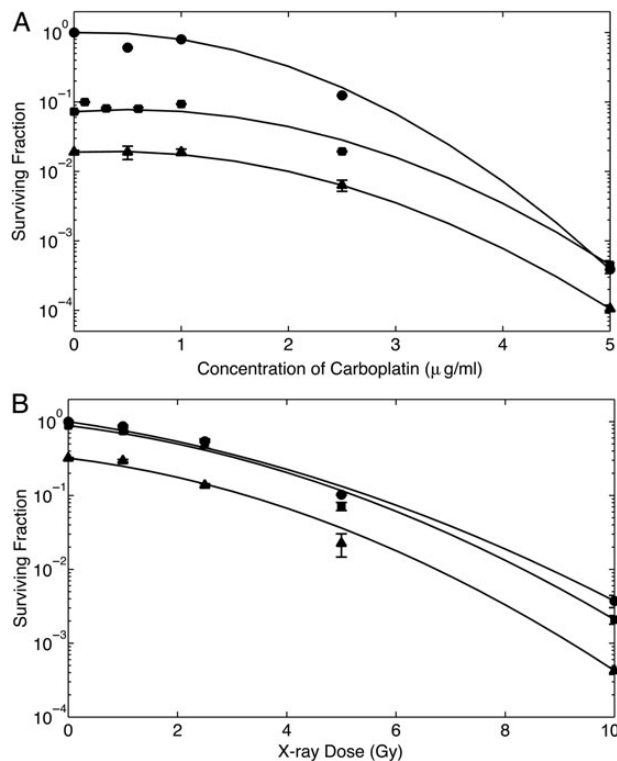 A
10^0
10^-1
10^-2
10^-3
10^-4
Surviving Fraction
0 1 2 3 4 5
Concentration of Carboplatin (μ g/ml)
B
10^0
10^-1
10^-2
10^-3
10^-4
Surviving Fraction
0 2 4 6 8 10
X-ray Dose (Gy)